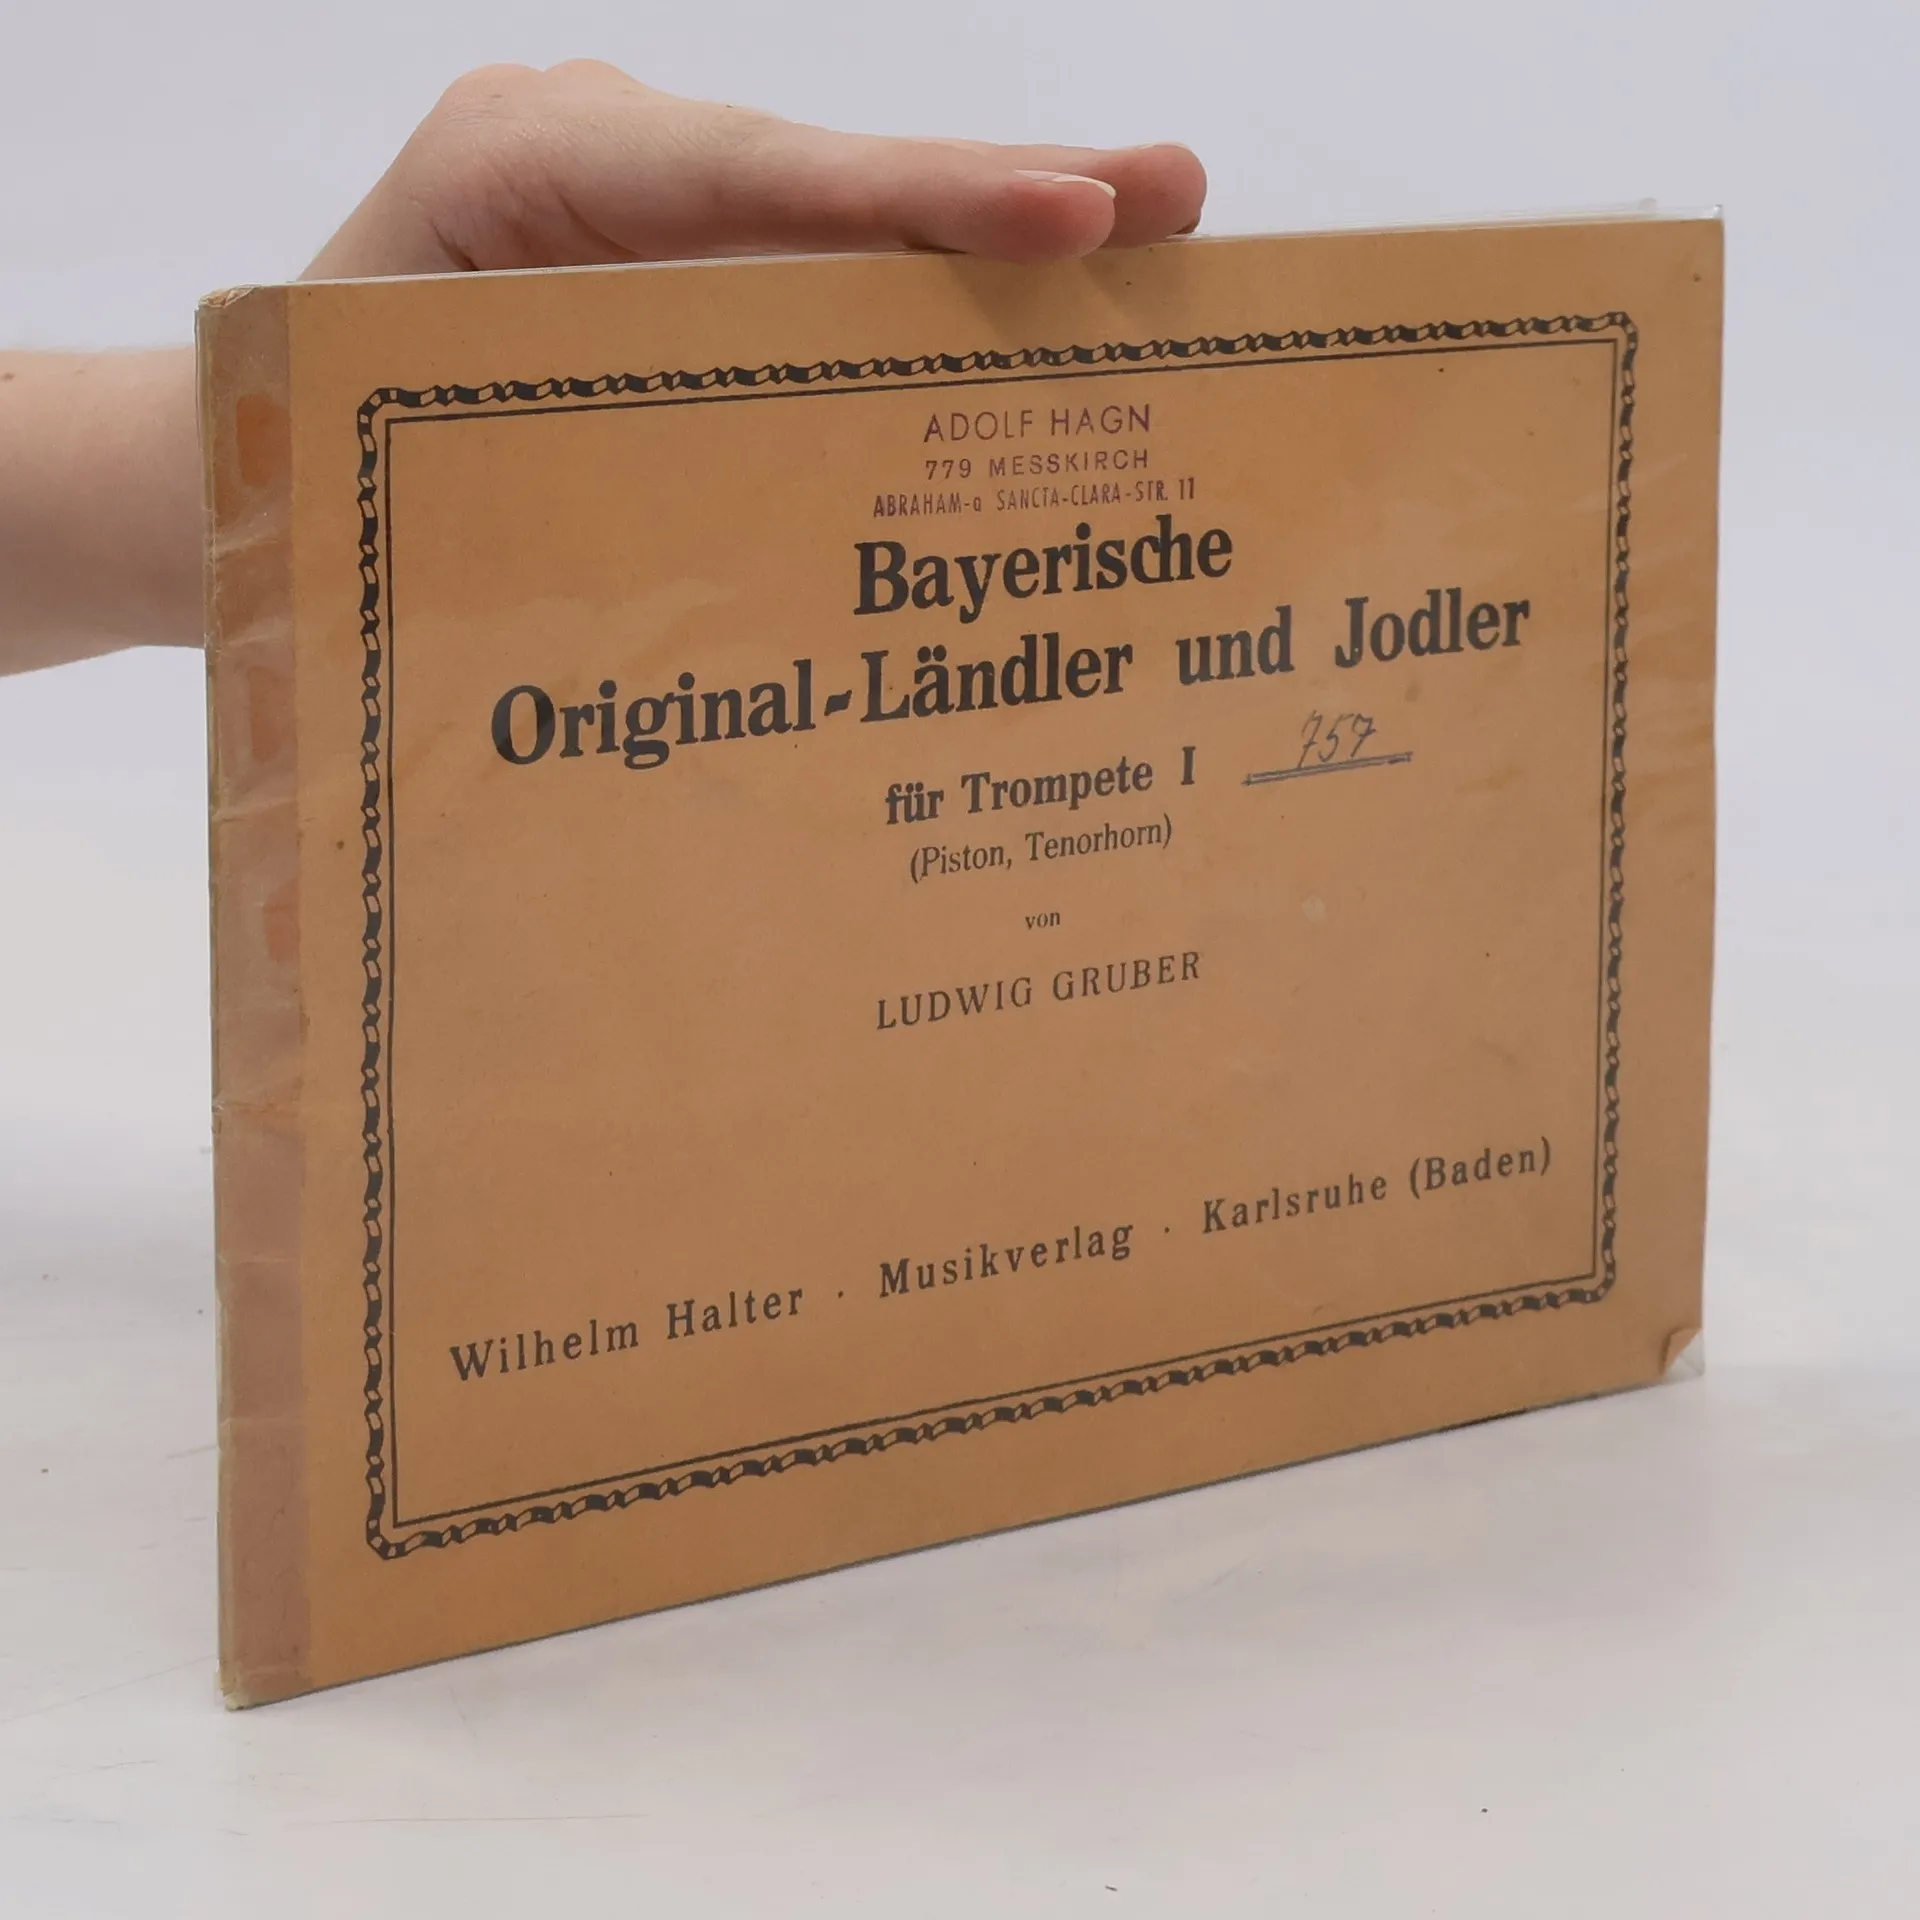 ADOLF HAGN
779 MESSKIRCH
ABRAHAM-a SANCTA-CLARA-STR. 11
Bayerische
Original-Ländler und Jodler
für Trompete I 757
(Piston, Tenorhorn)
von
LUDWIG GRUBER
Wilhelm Halter · Musikverlag · Karlsruhe (Baden)